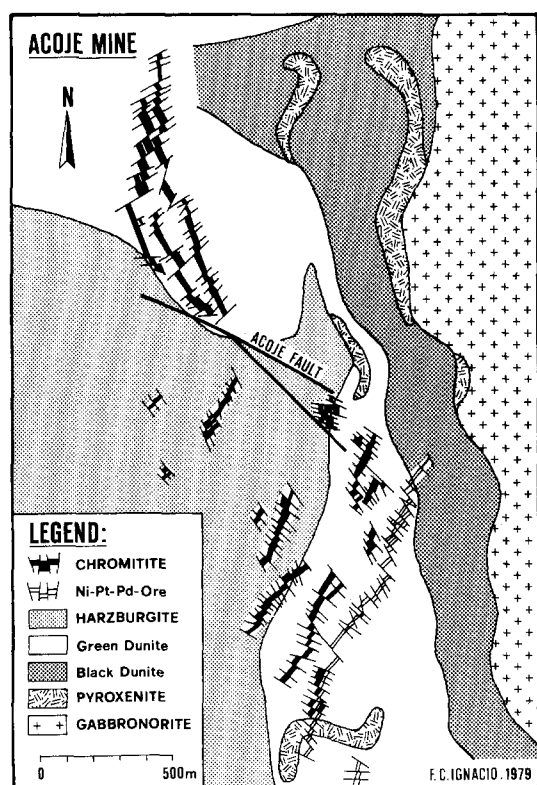 ACOJE MINE
N
ACOJE FAULT
LEGEND:
CHROMITITE
Ni-Pt-Pd-Ore
HARZBURGITE
Green Dunite
Black Dunite
PYROXENITE
GABBRONORITE
0 500m
F.C.IGNACIO.1979